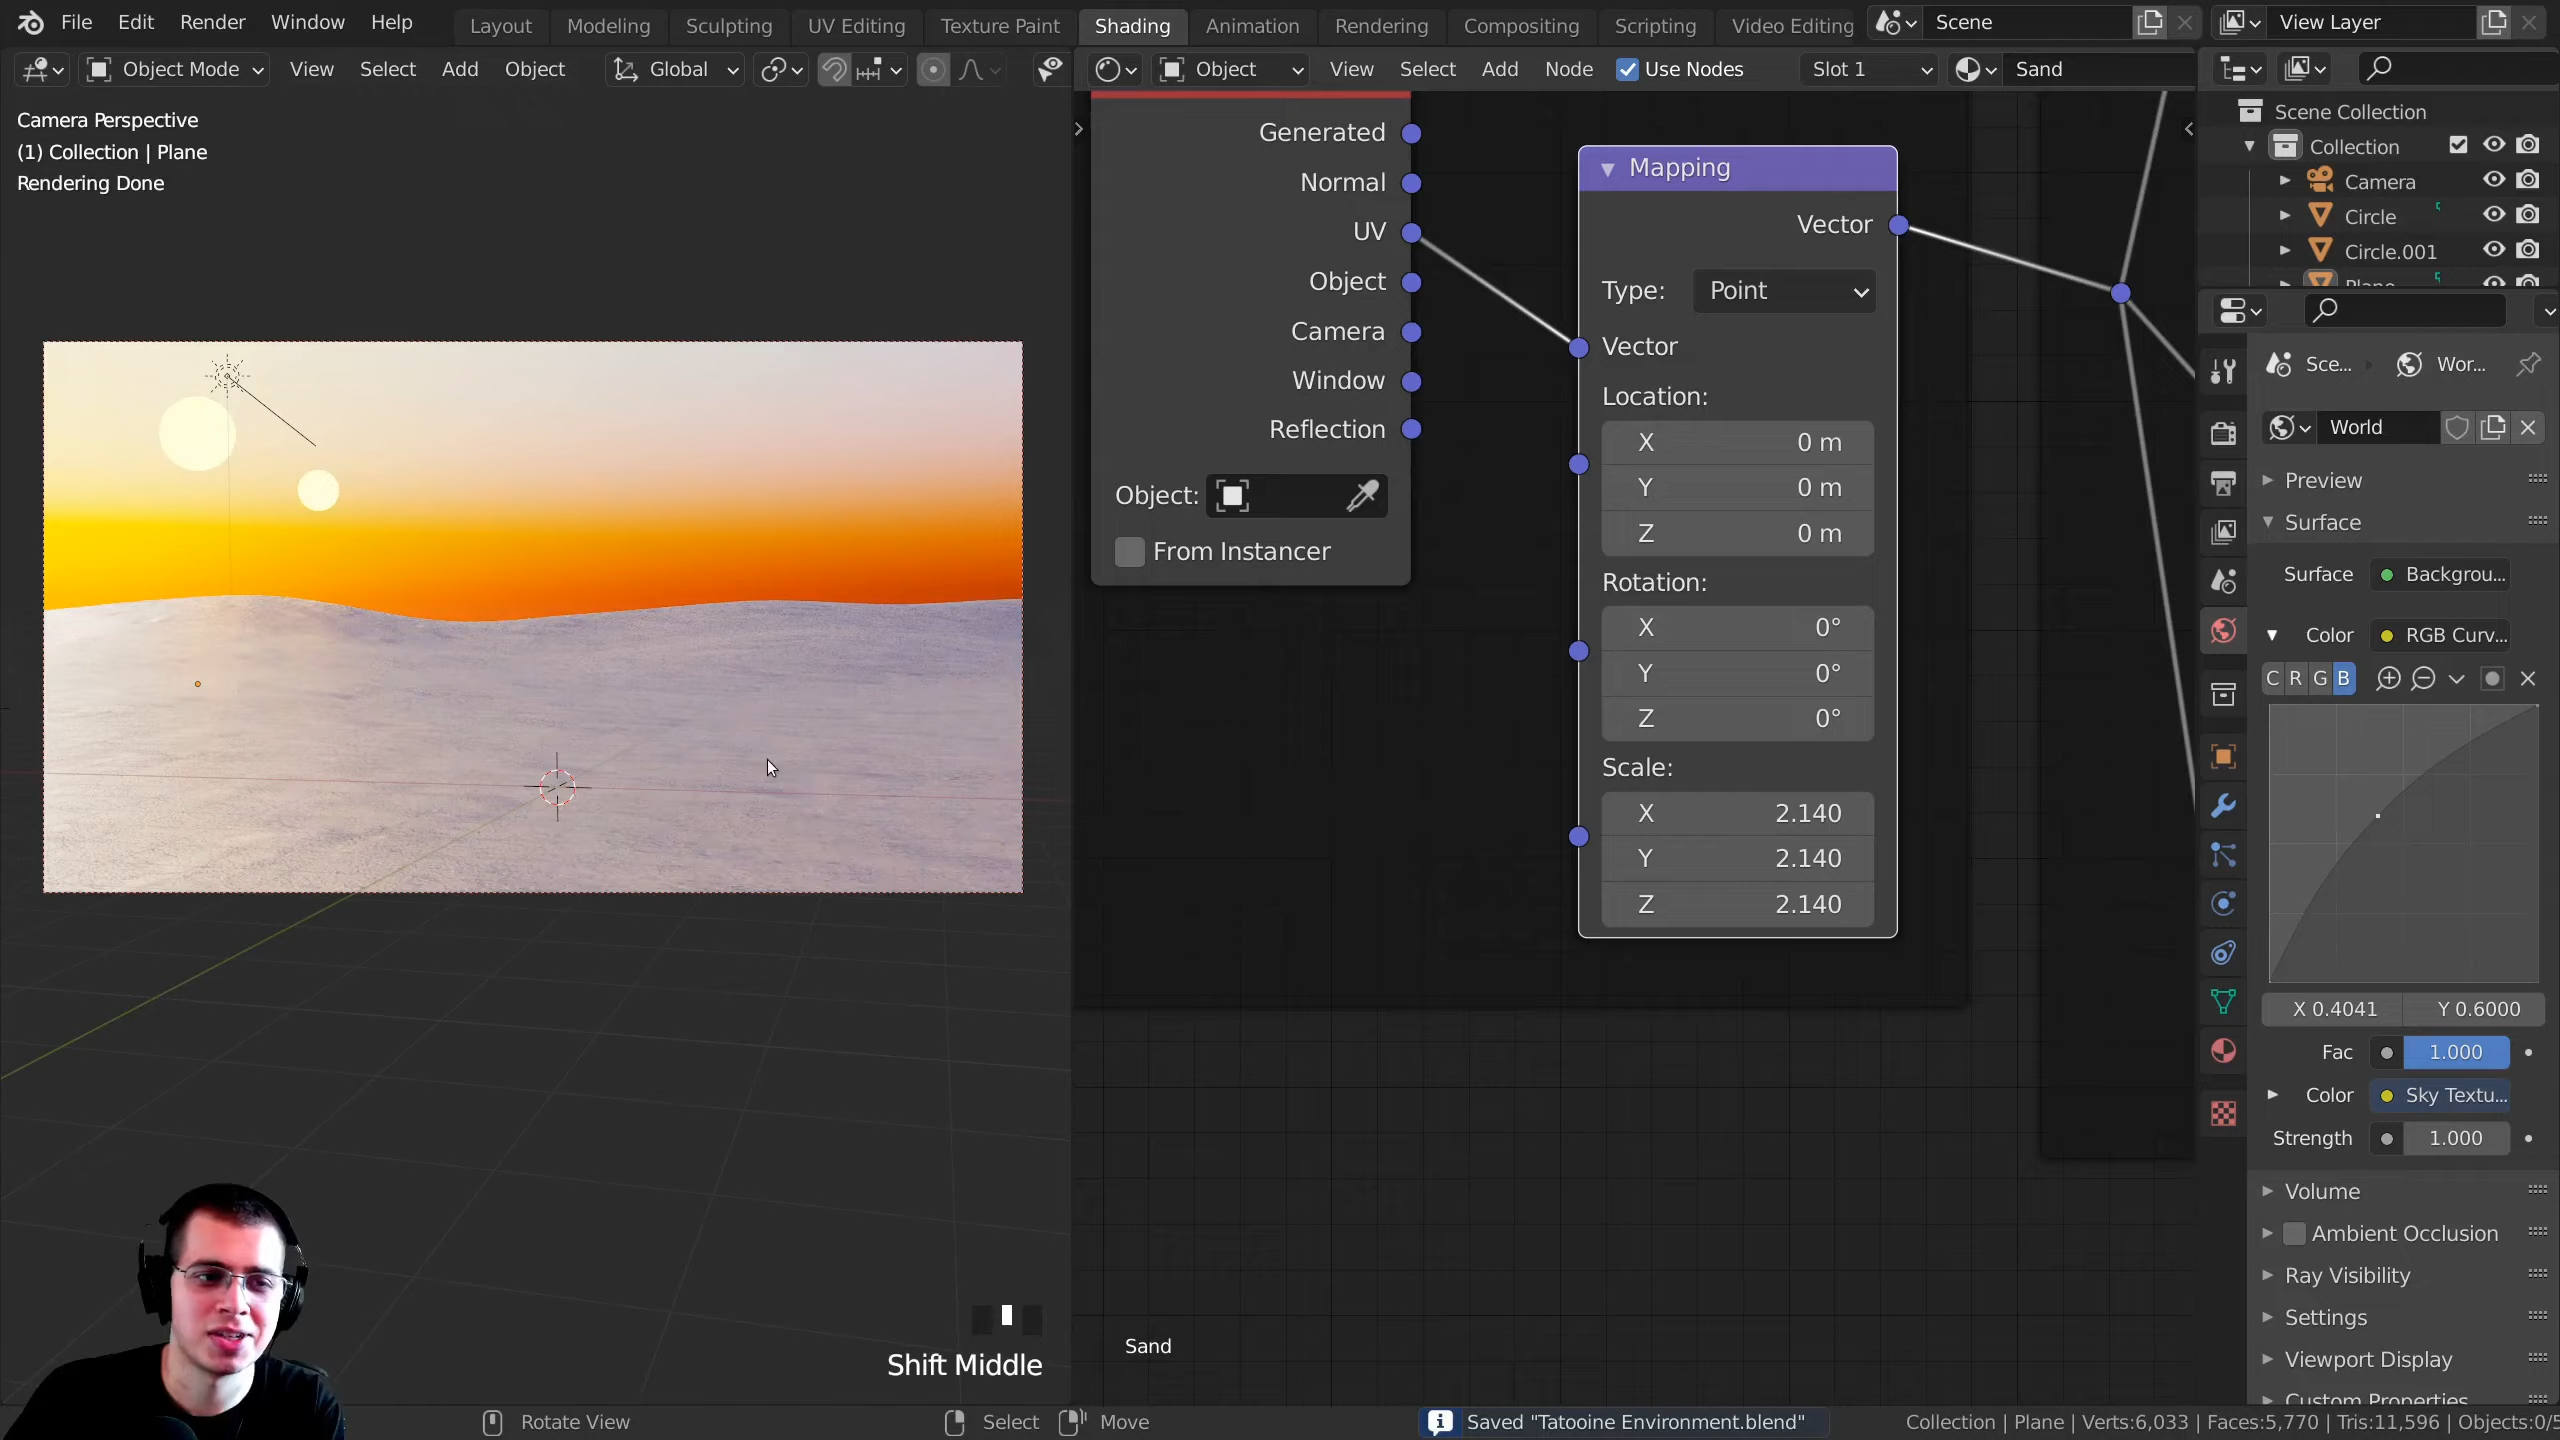 File Edit Render Window Help Layout Modeling Sculpting UV Editing Texture Paint Shading Animation Rendering Compositing Scripting Video Editing Scene View Layer
Object Mode View Select Add Object Global Object View Select Add Node Use Nodes Slot 1 Sand
Camera Perspective
(1) Collection | Plane
Rendering Done
Generated
Normal
UV
Object
Camera
Window
Reflection
Object:
From Instancer
Mapping
Vector
Type: Point
Vector
Location:
X 0 m
Y 0 m
Z 0 m
Rotation:
X 0°
Y 0°
Z 0°
Scale:
X 2.140
Y 2.140
Z 2.140
Sand
Shift Middle
Scene Collection
Collection
Camera
Circle
Circle.001
Plane
Sce... Wor...
World
Preview
Surface
Surface Backgrou...
Color RGB Curv...
C R G B
X 0.4041 Y 0.6000
Fac 1.000
Color Sky Textu...
Strength 1.000
Volume
Ambient Occlusion
Ray Visibility
Settings
Viewport Display
Custom Properties
Rotate View Select Move Saved "Tatooine Environment.blend" Collection | Plane | Verts:6,033 | Faces:5,770 | Tris:11,596 | Objects:0/5